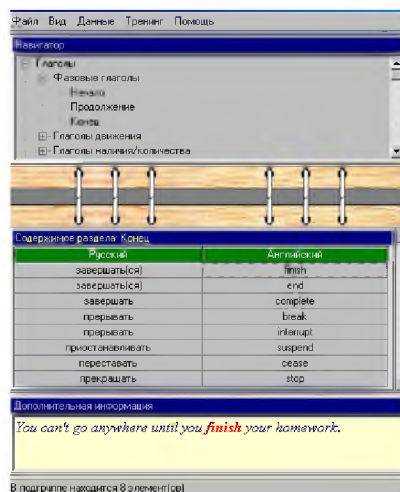 Файл Вид Данные Тренинг Помощь
Навигатор
Глаголы
Фазовые глаголы
Начало
Продолжение
Конец
Глаголы движения
Глаголы наличия/количества
Содержимое раздела: Конец
Русский Английский
завершать(ся) finish
завершать(ся) end
завершать complete
прерывать break
прерывать interrupt
приостанавливать suspend
переставать cease
прекращать stop
Дополнительная информация
You can't go anywhere until you finish your homework.
В подгруппе находится 8 элемент(ов)